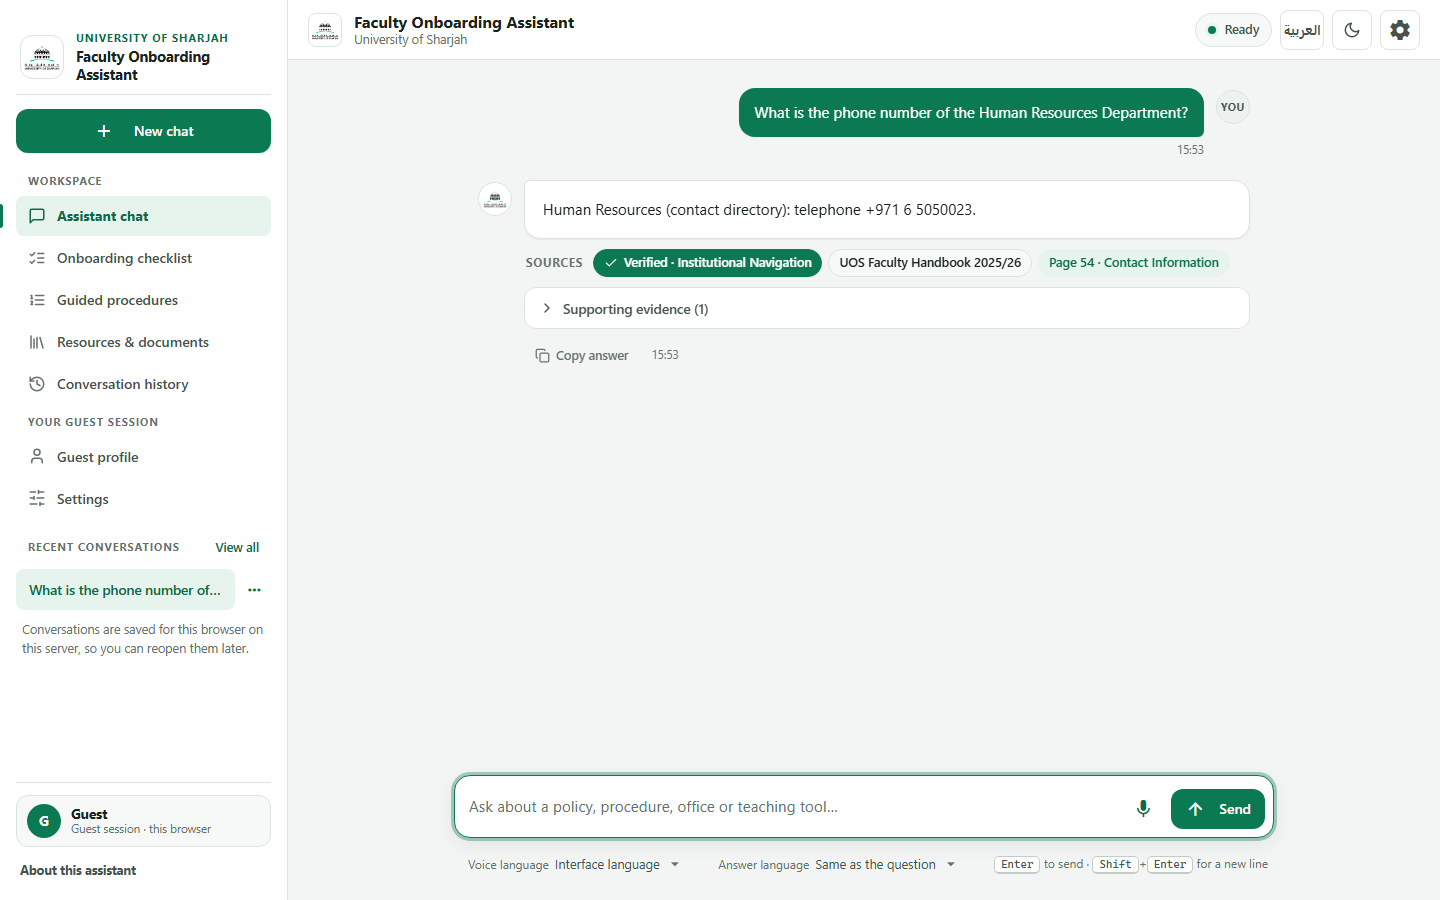 UNIVERSITY OF SHARJAH
Faculty Onboarding
Assistant
New chat
WORKSPACE
Assistant chat
Onboarding checklist
Guided procedures
Resources & documents
Conversation history
YOUR GUEST SESSION
Guest profile
Settings
RECENT CONVERSATIONS View all
What is the phone number of...
Conversations are saved for this browser on
this server, so you can reopen them later.
G
Guest
Guest session · this browser
About this assistant
Faculty Onboarding Assistant
University of Sharjah
Ready
العربية
What is the phone number of the Human Resources Department?
YOU
15:53
Human Resources (contact directory): telephone +971 6 5050023.
SOURCES Verified · Institutional Navigation UOS Faculty Handbook 2025/26 Page 54 · Contact Information
Supporting evidence (1)
Copy answer 15:53
Ask about a policy, procedure, office or teaching tool...
Send
Voice language Interface language Answer language Same as the question Enter to send · Shift + Enter for a new line